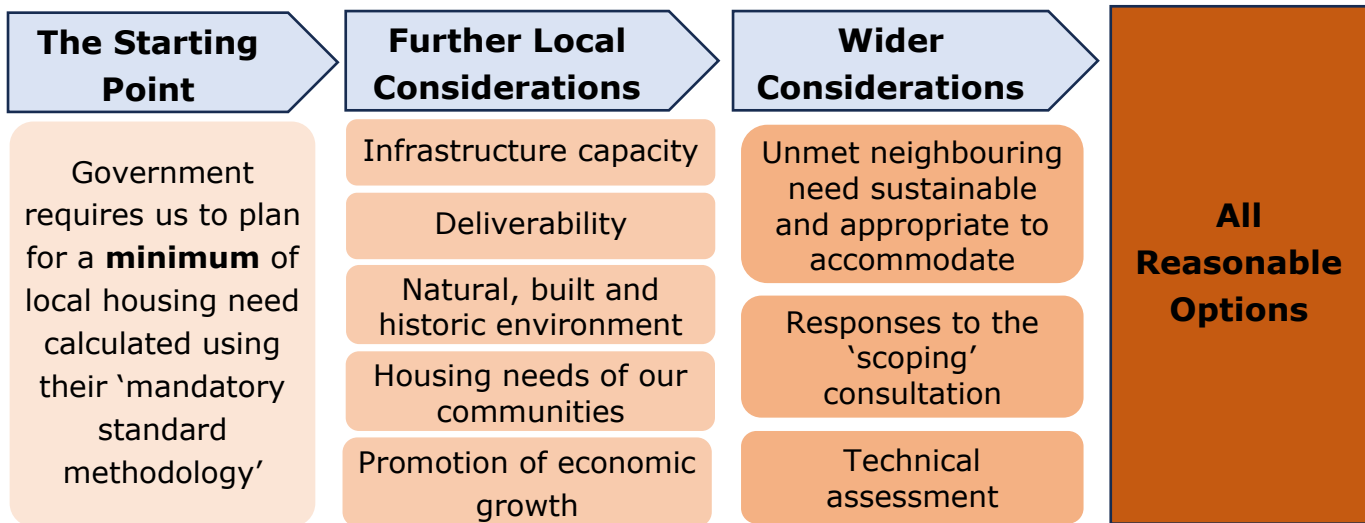 The Starting
Point
Government
requires us to plan
for a minimum of
local housing need
calculated using
their ‘mandatory
standard
methodology’
Further Local
Considerations
Infrastructure capacity
Deliverability
Natural, built and
historic environment
Housing needs of our
communities
Promotion of economic
growth
Wider
Considerations
Unmet neighbouring
need sustainable
and appropriate to
accommodate
Responses to the
‘scoping’
consultation
Technical
assessment
All
Reasonable
Options